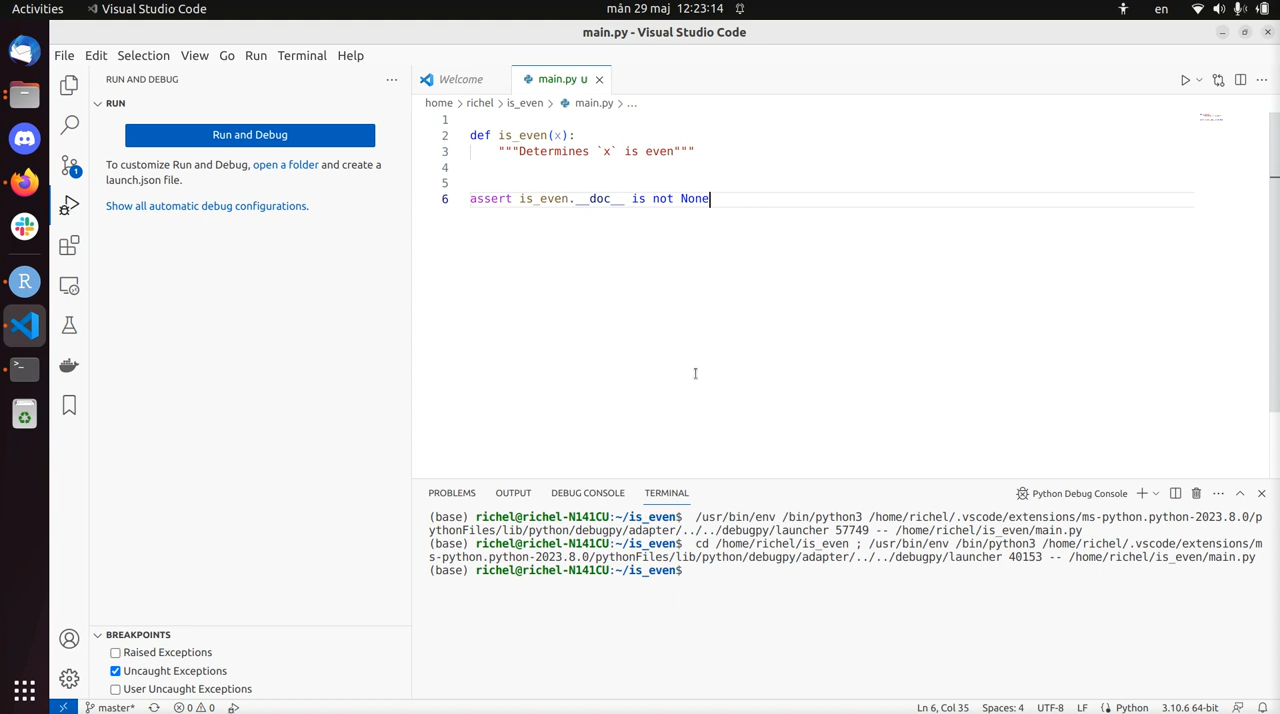 Activities
Visual Studio Code
mån 29 maj 12:23:14
en
main.py - Visual Studio Code
File Edit Selection View Go Run Terminal Help
RUN AND DEBUG
RUN
Run and Debug
To customize Run and Debug, open a folder and create a
launch.json file.
Show all automatic debug configurations.
Welcome
main.py U
home > richel > is_even > main.py > ...
1
2 def is_even(x):
3 """Determines `x` is even"""
4
5
6 assert is_even.__doc__ is not None
PROBLEMS OUTPUT DEBUG CONSOLE TERMINAL
Python Debug Console
(base) richel@richel-N141CU:~/is_even$ /usr/bin/env /bin/python3 /home/richel/.vscode/extensions/ms-python.python-2023.8.0/p
ythonFiles/lib/python/debugpy/adapter/../../debugpy/launcher 57749 -- /home/richel/is_even/main.py
(base) richel@richel-N141CU:~/is_even$ cd /home/richel/is_even ; /usr/bin/env /bin/python3 /home/richel/.vscode/extensions/m
s-python.python-2023.8.0/pythonFiles/lib/python/debugpy/adapter/../../debugpy/launcher 40153 -- /home/richel/is_even/main.py
(base) richel@richel-N141CU:~/is_even$
BREAKPOINTS
Raised Exceptions
Uncaught Exceptions
User Uncaught Exceptions
1
R
master*
0 0
Ln 6, Col 35
Spaces: 4
UTF-8
LF
Python
3.10.6 64-bit